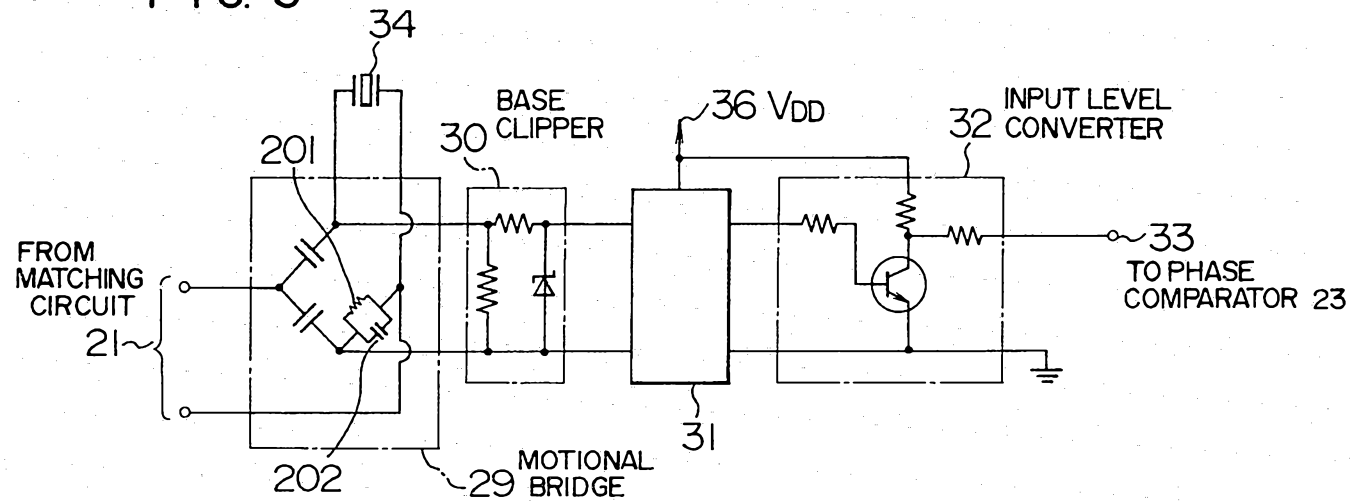 34
BASE
CLIPPER
30
36 VDD
INPUT LEVEL
CONVERTER
32
201
FROM
MATCHING
CIRCUIT
21
33
TO PHASE
COMPARATOR 23
31
202
29 MOTIONAL
BRIDGE